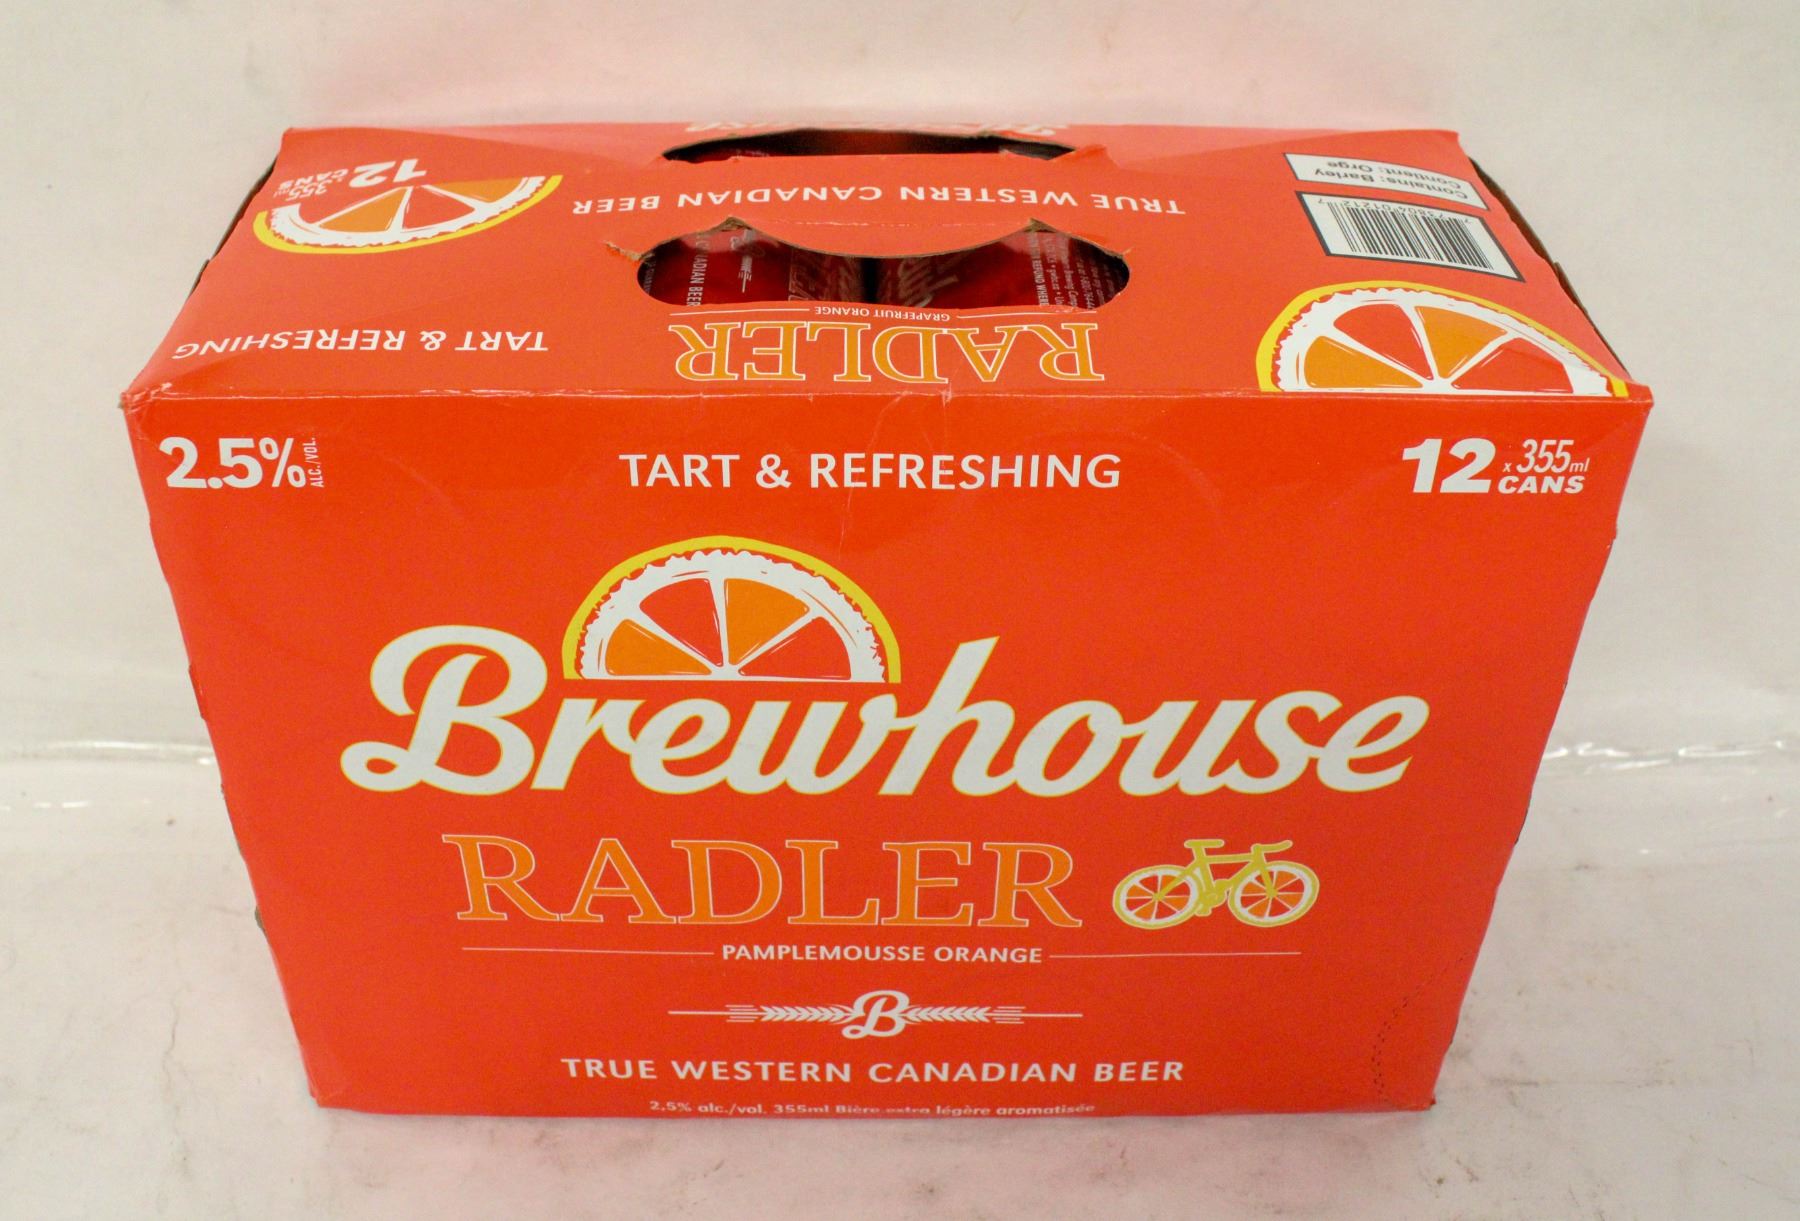 12 x 355ml CANS
TRUE WESTERN CANADIAN BEER
Contains: Barley
Contient: Orge
TART & REFRESHING
GRAPEFRUIT ORANGE
RADLER
2.5% ALC./VOL.
TART & REFRESHING
12 x 355ml CANS
Brewhouse
RADLER
PAMPLEMOUSSE ORANGE
B
TRUE WESTERN CANADIAN BEER
2,5% alc./vol. 355ml Bière extra légère aromatisée